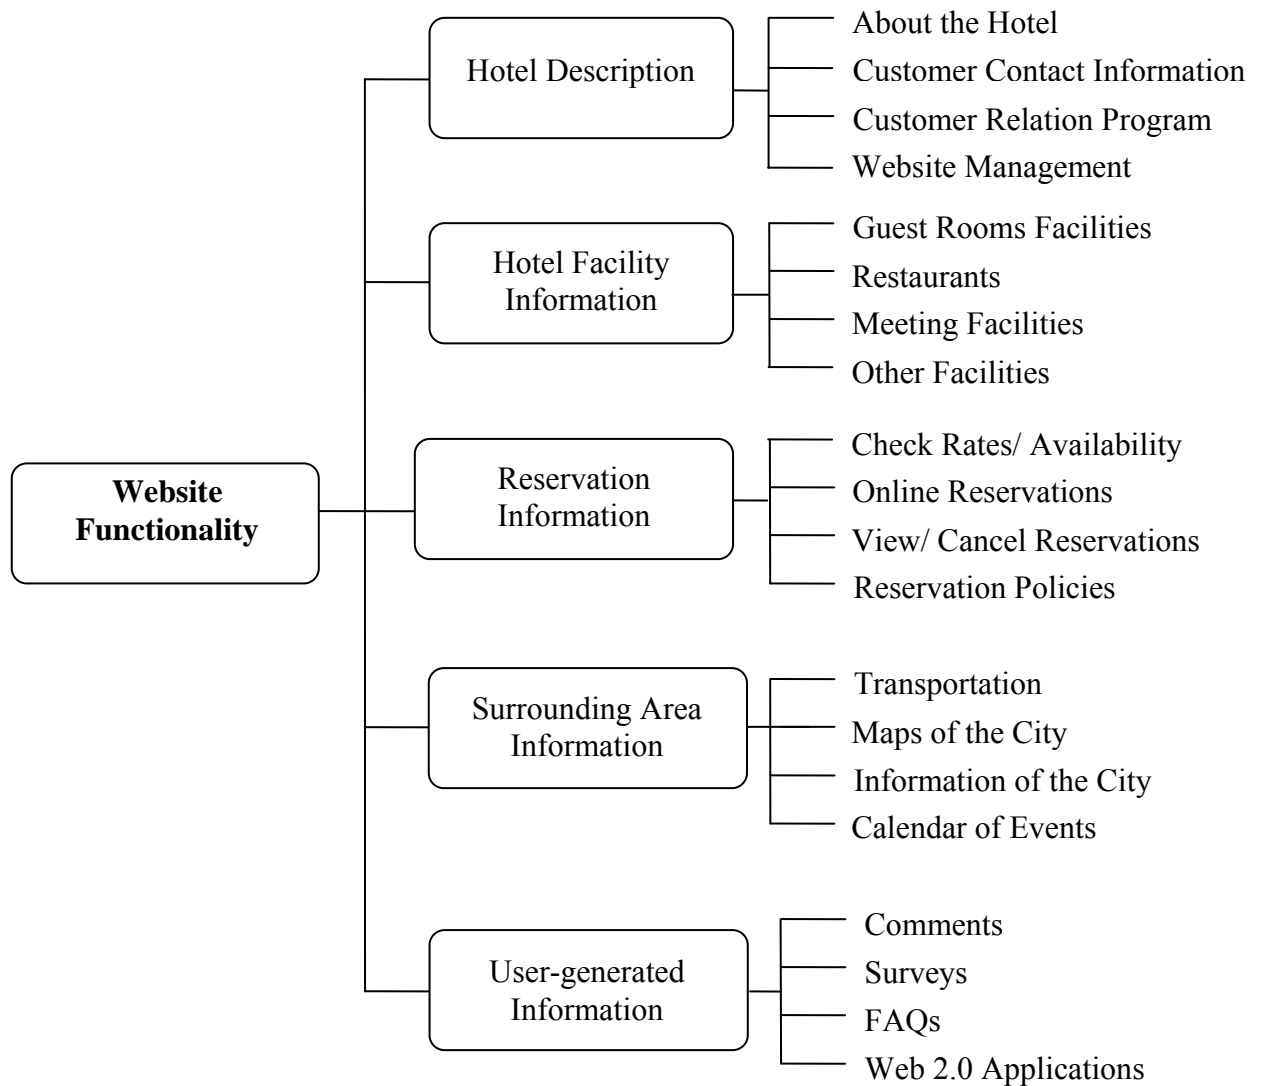 Website
Functionality
Hotel Description
About the Hotel
Customer Contact Information
Customer Relation Program
Website Management
Hotel Facility
Information
Guest Rooms Facilities
Restaurants
Meeting Facilities
Other Facilities
Reservation
Information
Check Rates/ Availability
Online Reservations
View/ Cancel Reservations
Reservation Policies
Surrounding Area
Information
Transportation
Maps of the City
Information of the City
Calendar of Events
User-generated
Information
Comments
Surveys
FAQs
Web 2.0 Applications